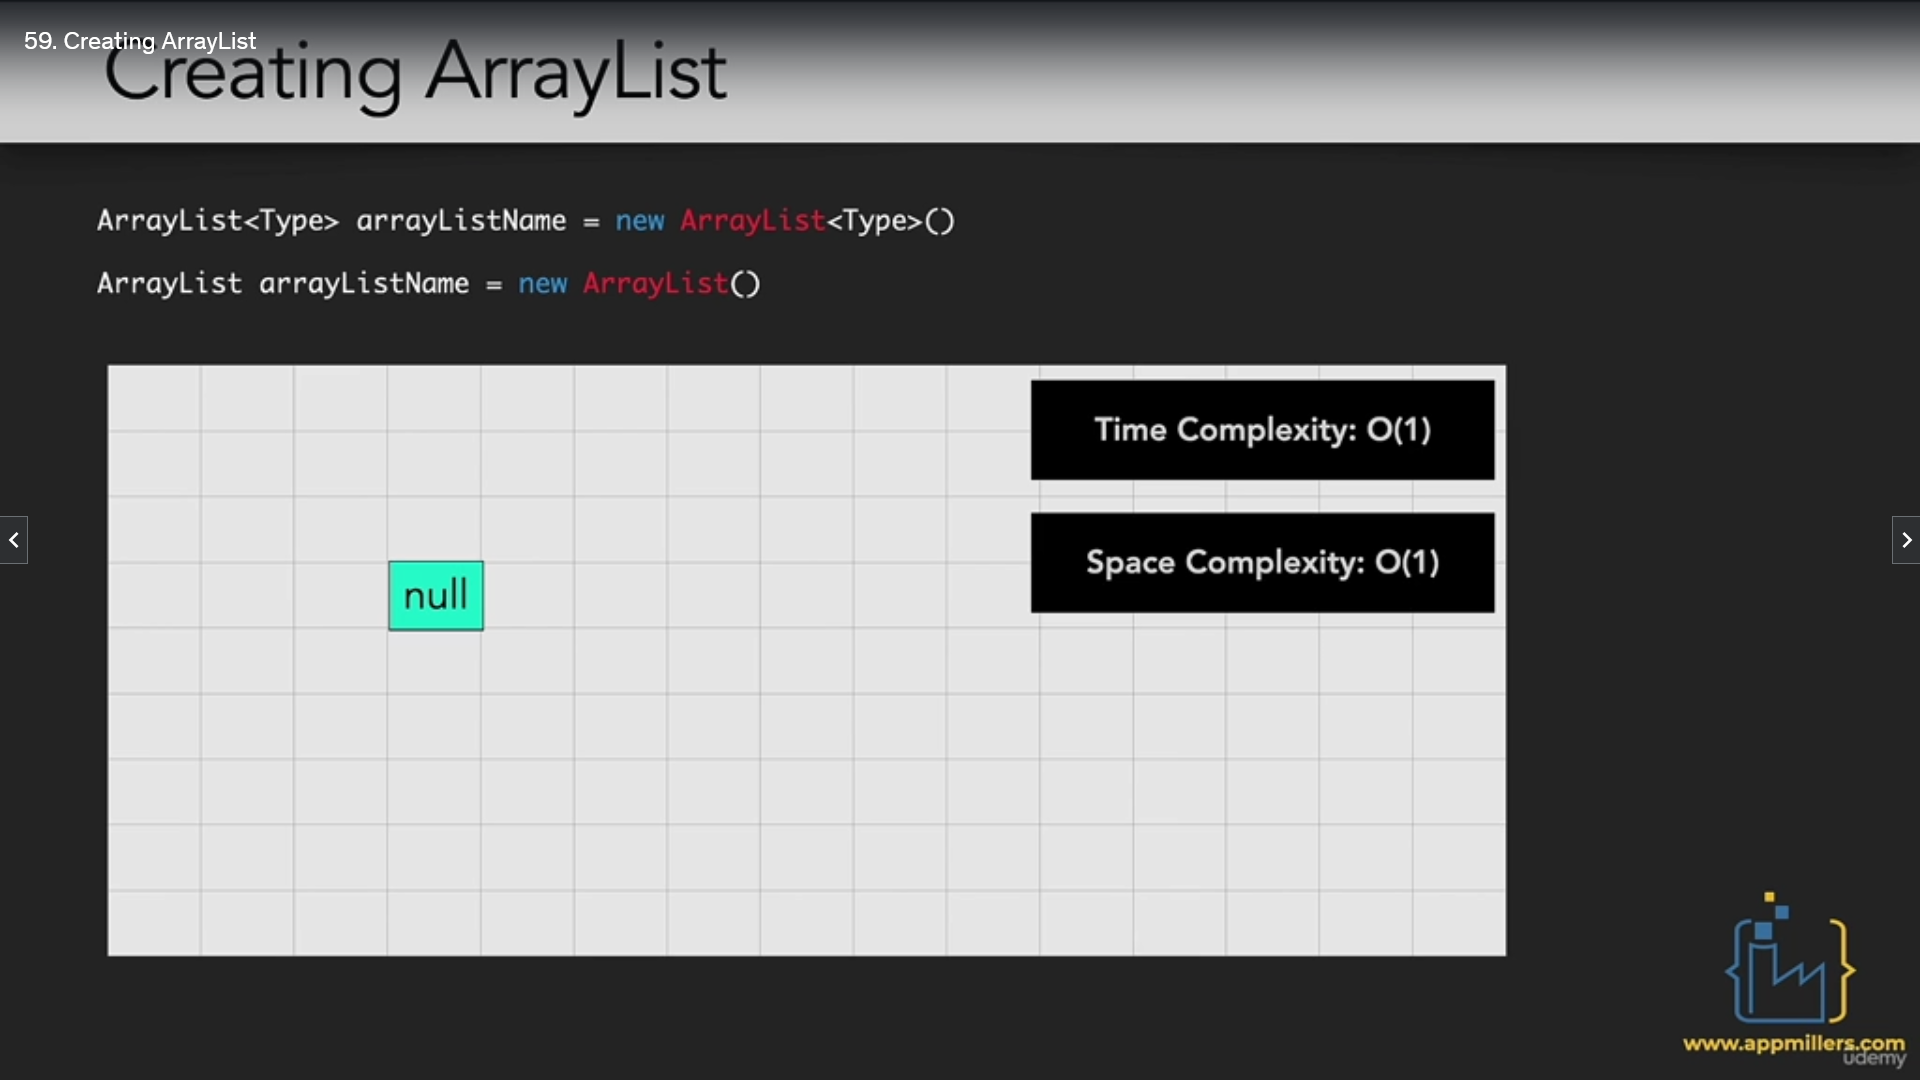 59. Creating ArrayList
Creating ArrayList
ArrayList<Type> arrayListName = new ArrayList<Type>()
ArrayList arrayListName = new ArrayList()
Time Complexity: O(1)
Space Complexity: O(1)
null
www.appmillers.com
udemy